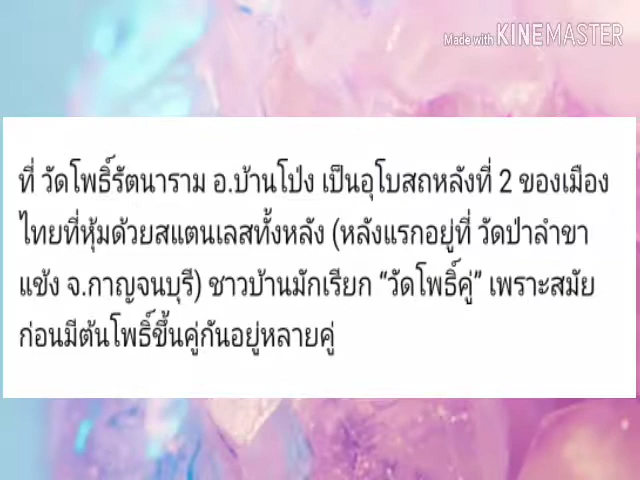 Made with KINEMASTER
ที่ วัดโพธิ์รัตนาราม อ.บ้านโป่ง เป็นอุโบสถหลังที่ 2 ของเมือง
ไทยที่หุ้มด้วยสแตนเลสทั้งหลัง (หลังแรกอยู่ที่ วัดป่าลำขา
แข้ง จ.กาญจนบุรี) ชาวบ้านมักเรียก “วัดโพธิ์คู่” เพราะสมัย
ก่อนมีต้นโพธิ์ขึ้นคู่กันอยู่หลายคู่